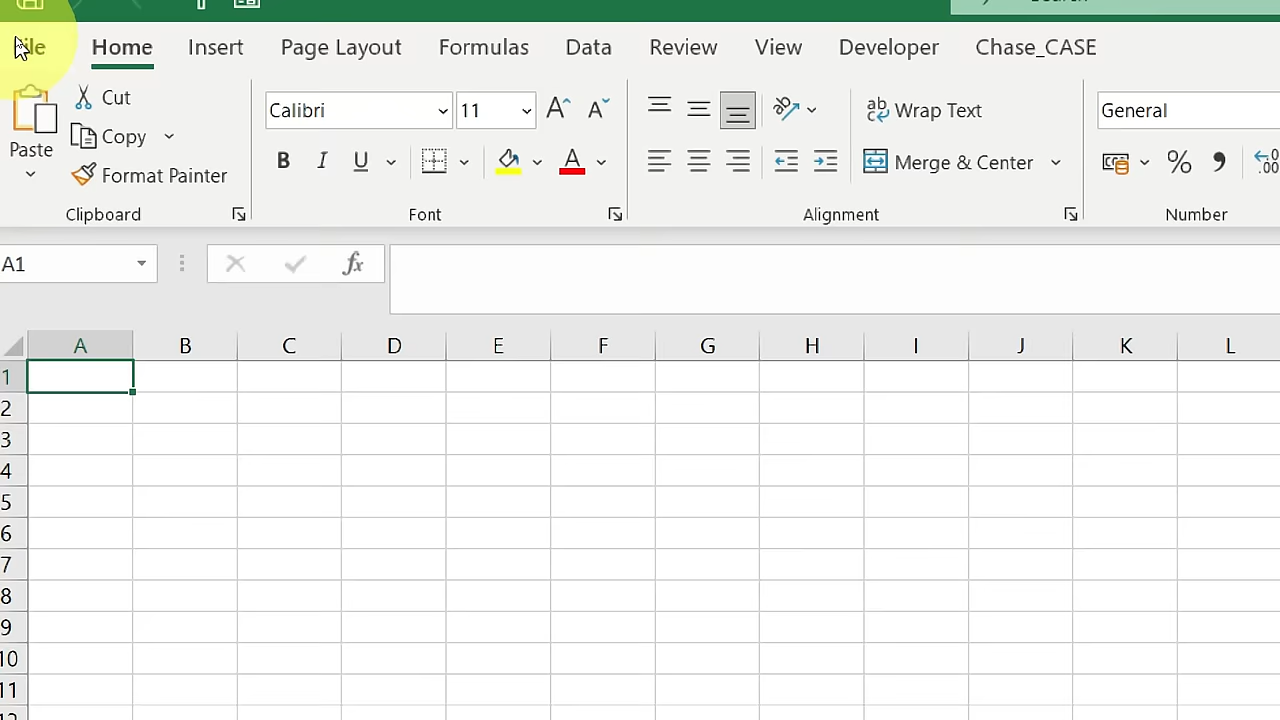 File Home Insert Page Layout Formulas Data Review View Developer Chase_CASE
Cut
Copy
Format Painter
Paste
Clipboard
Calibri 11
B I U
Font
Wrap Text
Merge & Center
Alignment
General
% , .00
Number
A1 fx
A B C D E F G H I J K L
1
2
3
4
5
6
7
8
9
10
11